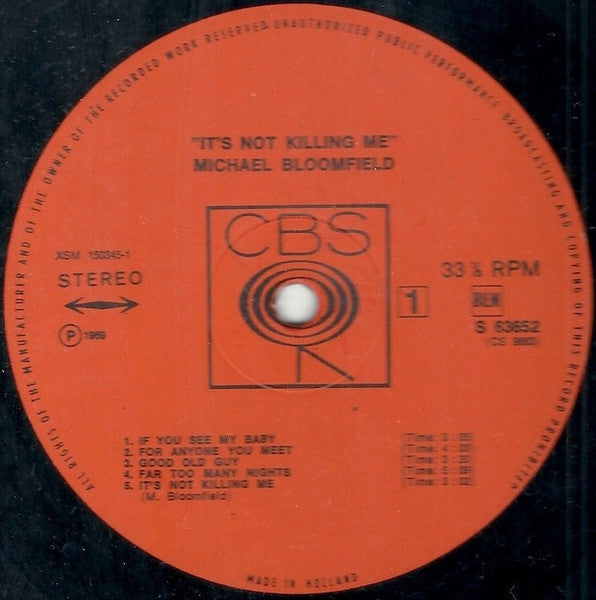 ALL RIGHTS OF THE MANUFACTURER AND OF THE OWNER OF THE RECORDED WORK RESERVED. UNAUTHORIZED PUBLIC PERFORMANCE, BROADCASTING AND COPYING OF THIS RECORD PROHIBITED
"IT'S NOT KILLING ME"
MICHAEL BLOOMFIELD
CBS
XSM 150345-1
STEREO
33 ⅓ RPM
1
S 63652
P 1969
1. IF YOU SEE MY BABY
2. FOR ANYONE YOU MEET [Time: 4:
3. GOOD OLD GUY
4. FAR TOO MANY NIGHTS
5. IT'S NOT KILLING ME
(M. Bloomfield)
MADE IN HOLLAND